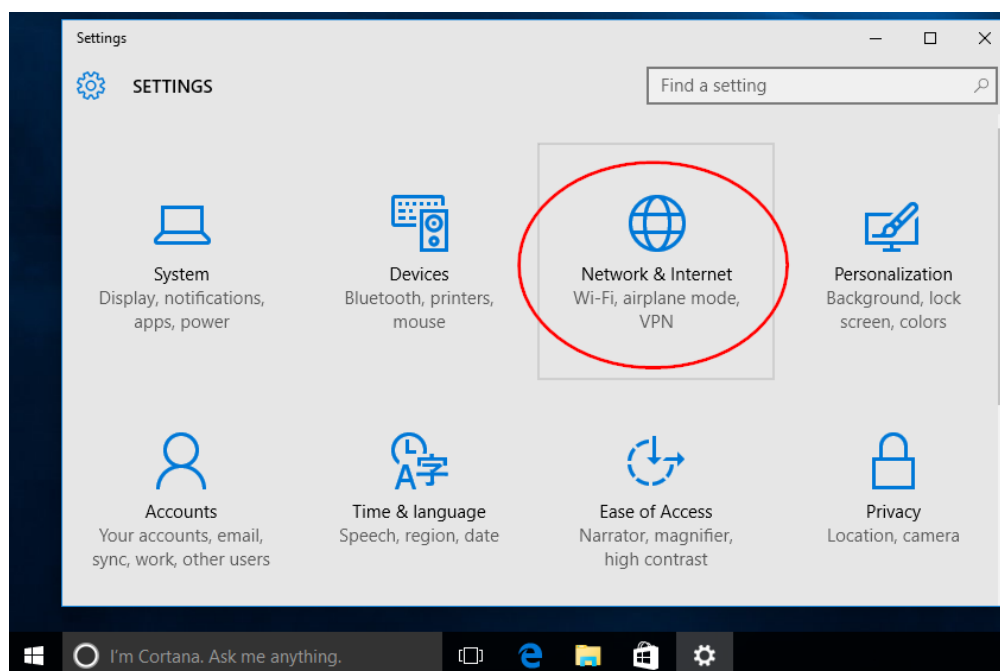 Settings
SETTINGS
Find a setting
System
Display, notifications,
apps, power
Devices
Bluetooth, printers,
mouse
Network & Internet
Wi-Fi, airplane mode,
VPN
Personalization
Background, lock
screen, colors
Accounts
Your accounts, email,
sync, work, other users
A字
Time & language
Speech, region, date
Ease of Access
Narrator, magnifier,
high contrast
Privacy
Location, camera
I'm Cortana. Ask me anything.